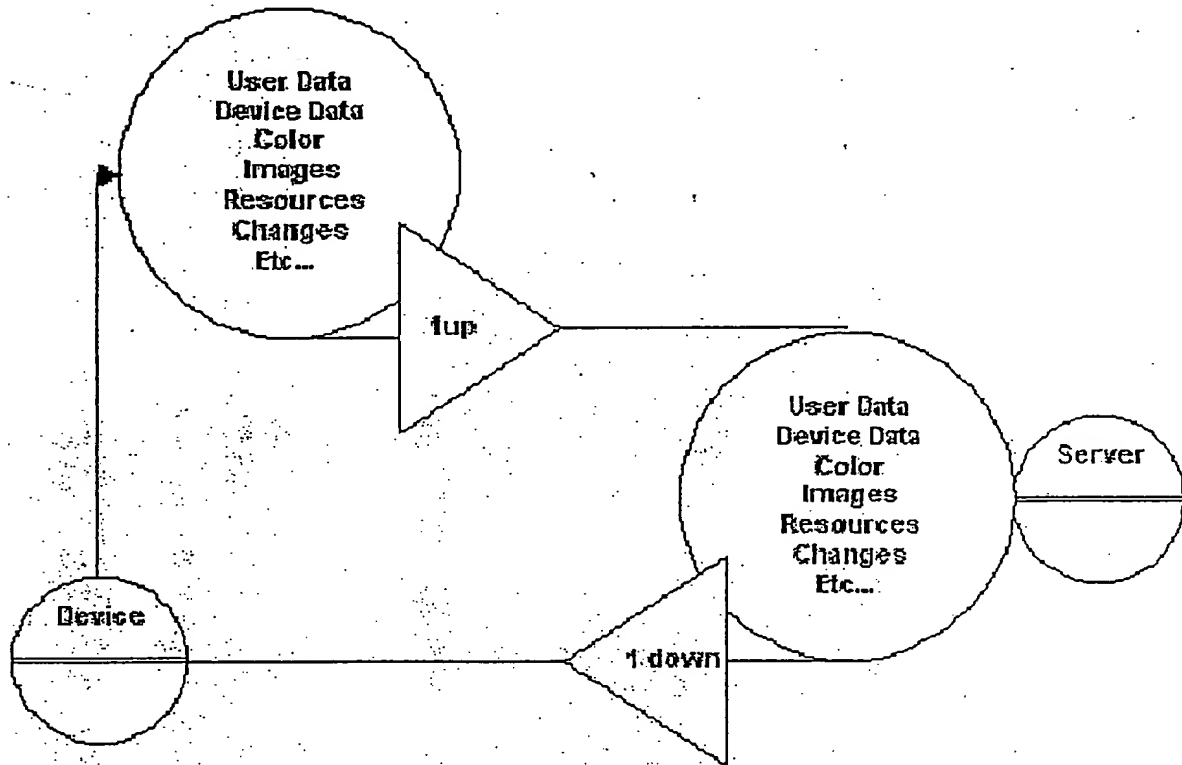 User Data
Device Data
Color
Images
Resources
Changes
Etc...
1up
User Data
Device Data
Color
Images
Resources
Changes
Etc...
Server
Device
1 down